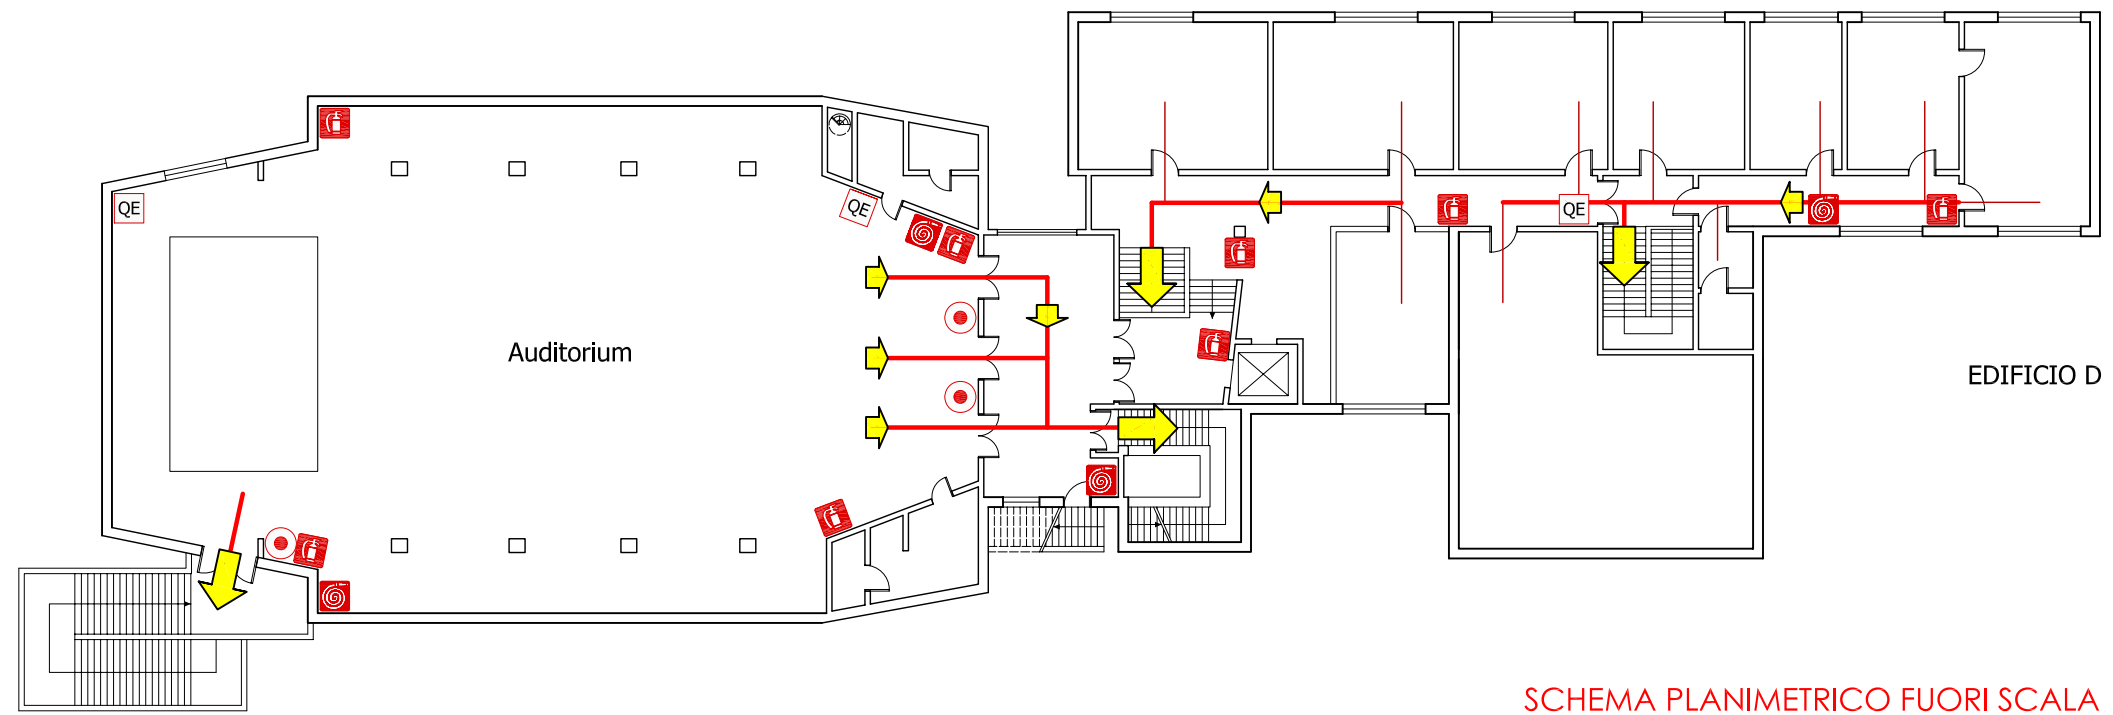 QE
QE
QE
Auditorium
EDIFICIO D
SCHEMA PLANIMETRICO FUORI SCALA